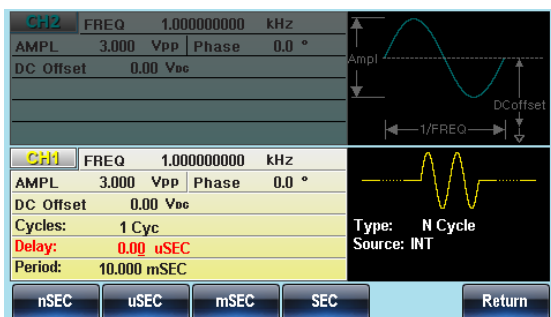 CH2 FREQ 1.000000000 kHz
AMPL 3.000 Vpp Phase 0.0 °
DC Offset 0.00 VDC
Ampl
DCoffset
1/FREQ
CH1 FREQ 1.000000000 kHz
AMPL 3.000 Vpp Phase 0.0 °
DC Offset 0.00 VDC
Cycles: 1 Cyc
Delay: 0.00 uSEC
Period: 10.000 mSEC
Type: N Cycle
Source: INT
nSEC uSEC mSEC SEC Return